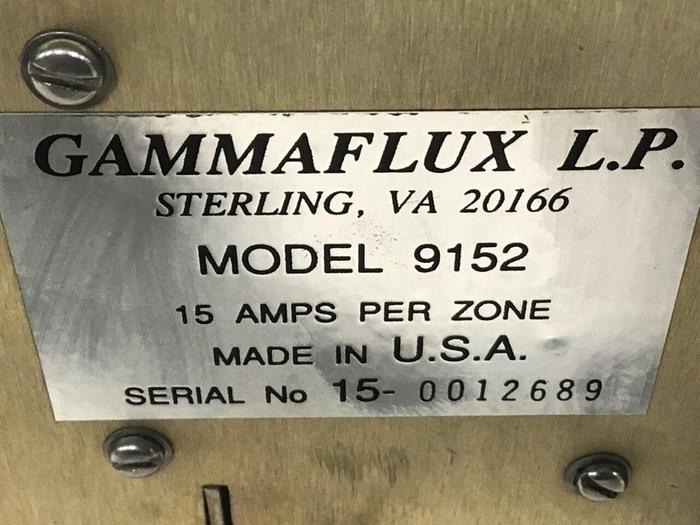 GAMMAFLUX L.P.
STERLING, VA 20166
MODEL 9152
15 AMPS PER ZONE
MADE IN U.S.A.
SERIAL No 15- 0012689